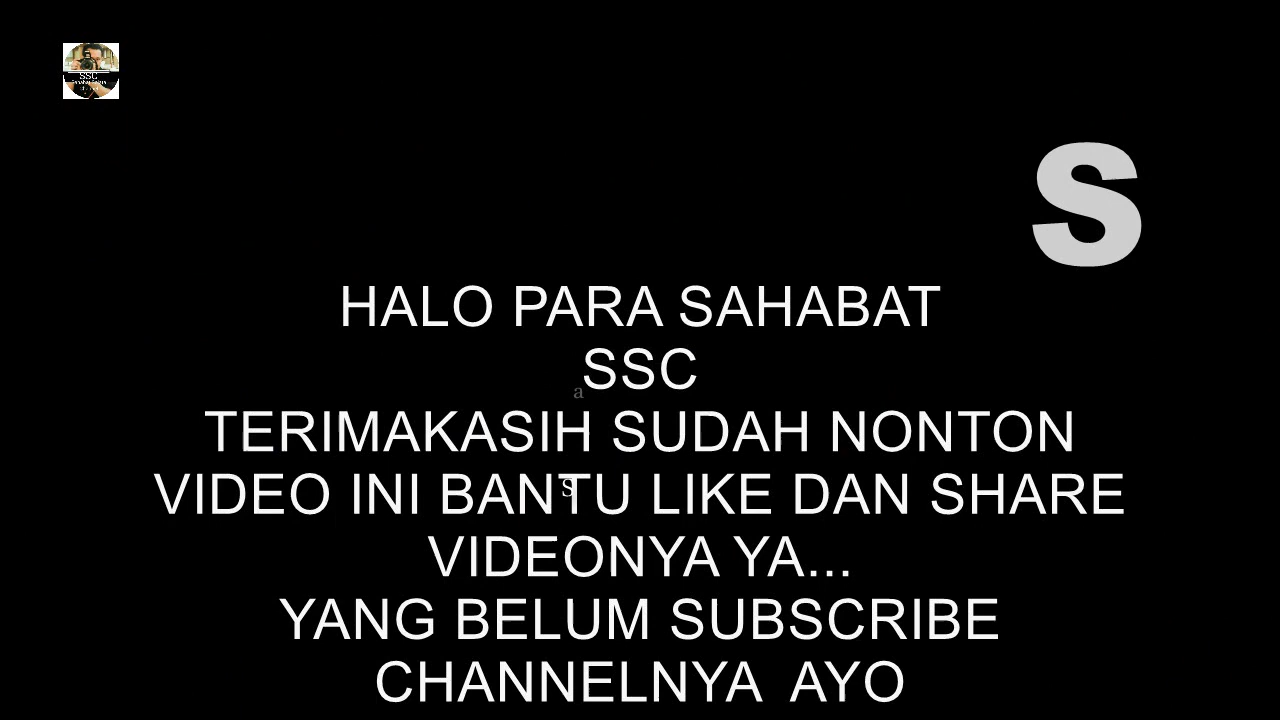 SSC
S
HALO PARA SAHABAT
SSC
a
TERIMAKASIH SUDAH NONTON
VIDEO INI BANTU LIKE DAN SHARE
s
VIDEONYA YA...
YANG BELUM SUBSCRIBE
CHANNELNYA AYO